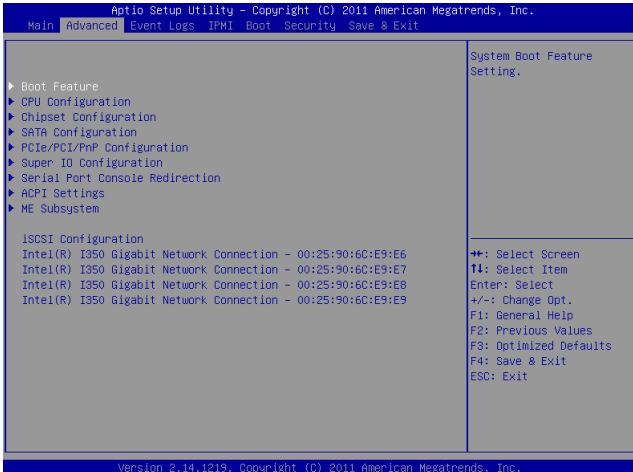 Aptio Setup Utility – Copyright (C) 2011 American Megatrends, Inc.
Main Advanced Event Logs IPMI Boot Security Save & Exit
▶ Boot Feature
▶ CPU Configuration
▶ Chipset Configuration
▶ SATA Configuration
▶ PCIe/PCI/PnP Configuration
▶ Super IO Configuration
▶ Serial Port Console Redirection
▶ ACPI Settings
▶ ME Subsystem
iSCSI Configuration
Intel(R) I350 Gigabit Network Connection – 00:25:90:6C:E9:E6
Intel(R) I350 Gigabit Network Connection – 00:25:90:6C:E9:E7
Intel(R) I350 Gigabit Network Connection – 00:25:90:6C:E9:E8
Intel(R) I350 Gigabit Network Connection – 00:25:90:6C:E9:E9
System Boot Feature
Setting.
→←: Select Screen
↑↓: Select Item
Enter: Select
+/-: Change Opt.
F1: General Help
F2: Previous Values
F3: Optimized Defaults
F4: Save & Exit
ESC: Exit
Version 2.14.1219. Copyright (C) 2011 American Megatrends, Inc.